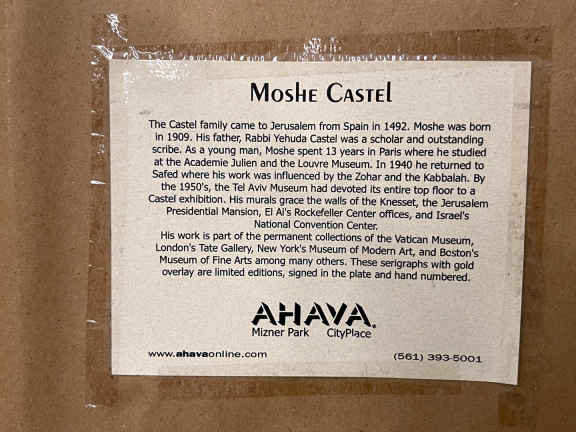 Moshe Castel
The Castel family came to Jerusalem from Spain in 1492. Moshe was born
in 1909. His father, Rabbi Yehuda Castel was a scholar and outstanding
scribe. As a young man, Moshe spent 13 years in Paris where he studied
at the Academie Julien and the Louvre Museum. In 1940 he returned to
Safed where his work was influenced by the Zohar and the Kabbalah. By
the 1950's, the Tel Aviv Museum had devoted its entire top floor to a
Castel exhibition. His murals grace the walls of the Knesset, the Jerusalem
Presidential Mansion, El Al's Rockefeller Center offices, and Israel's
National Convention Center.
His work is part of the permanent collections of the Vatican Museum,
London's Tate Gallery, New York's Museum of Modern Art, and Boston's
Museum of Fine Arts among many others. These serigraphs with gold
overlay are limited editions, signed in the plate and hand numbered.
AHAVA.
Mizner Park CityPlace
www.ahavaonline.com (561) 393-5001